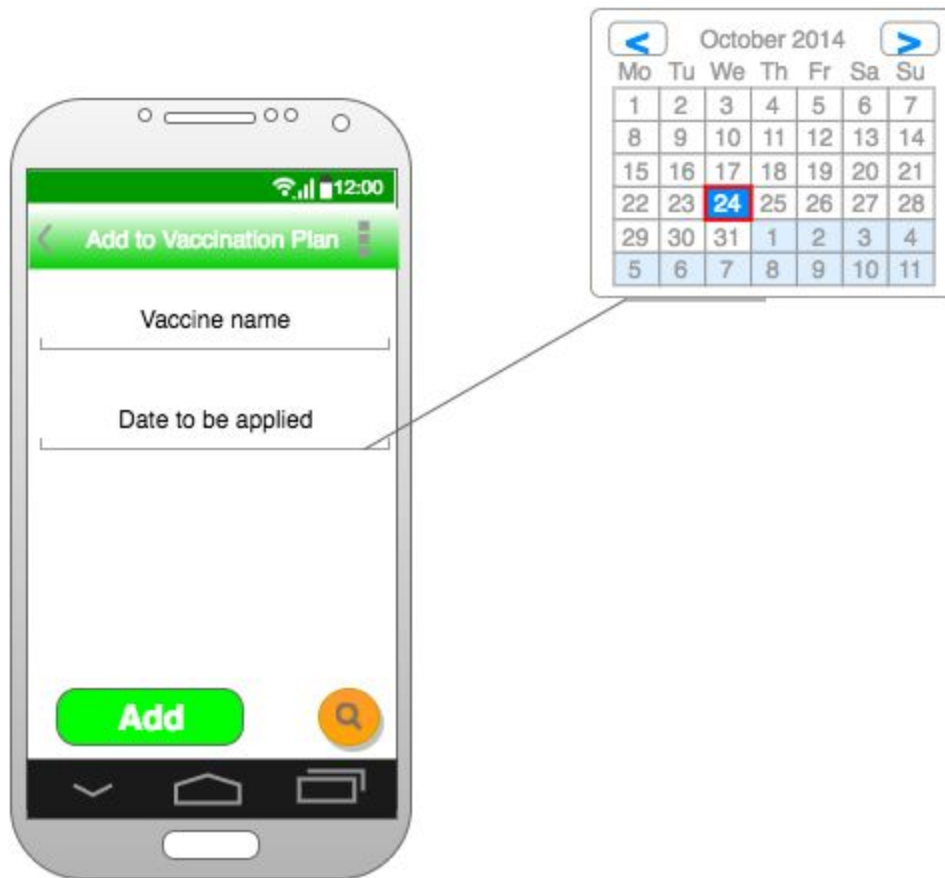 12:00
Add to Vaccination Plan
Vaccine name
Date to be applied
Add
< October 2014 >
Mo Tu We Th Fr Sa Su
1 2 3 4 5 6 7
8 9 10 11 12 13 14
15 16 17 18 19 20 21
22 23 24 25 26 27 28
29 30 31 1 2 3 4
5 6 7 8 9 10 11